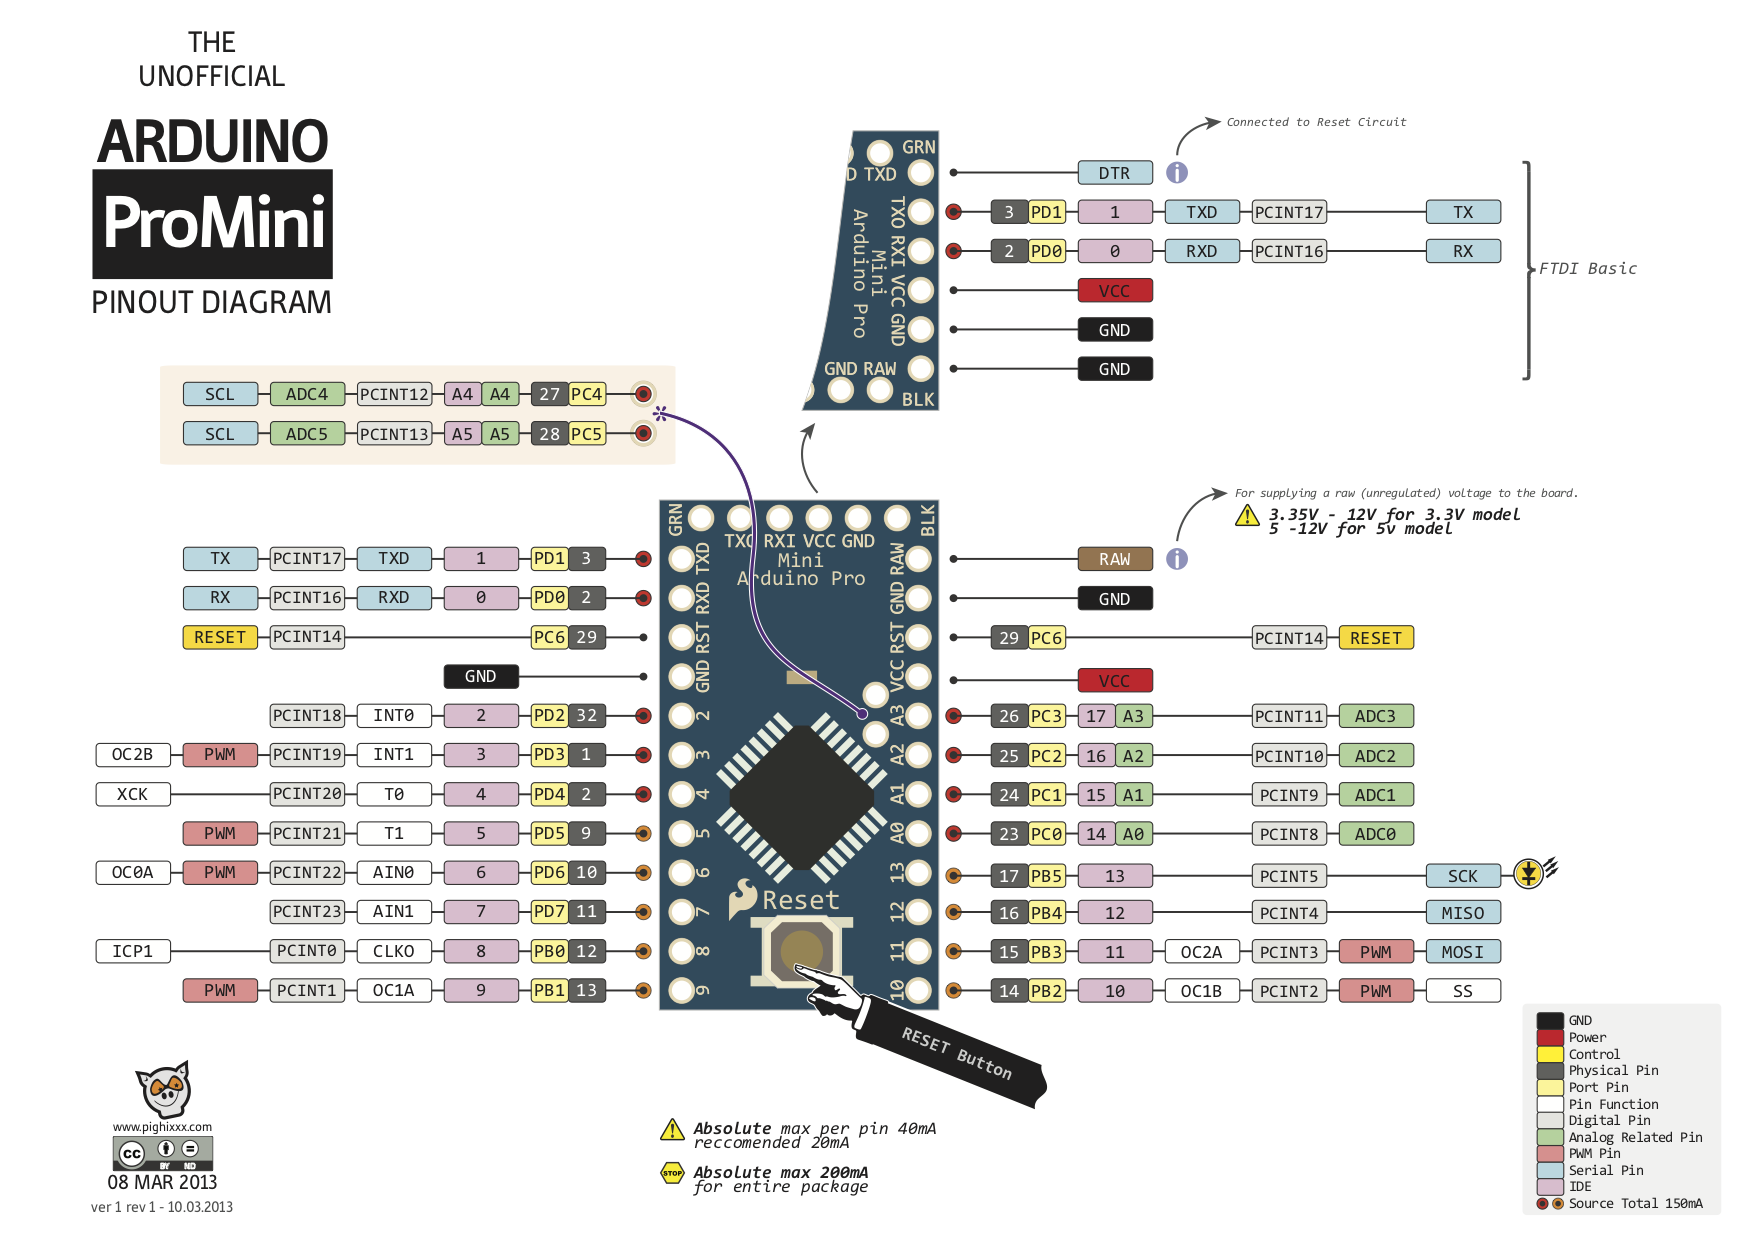 THE
UNOFFICIAL
ARDUINO
ProMini
PINOUT DIAGRAM
Connected to Reset Circuit
GRN
D TXD
TXO RXI VCC GND
Mini
Arduino Pro
GND RAW
BLK
DTR i
3 PD1 1 TXD PCINT17 TX
2 PD0 0 RXD PCINT16 RX
VCC
GND
GND
FTDI Basic
SCL ADC4 PCINT12 A4 A4 27 PC4
SCL ADC5 PCINT13 A5 A5 28 PC5
For supplying a raw (unregulated) voltage to the board.
3.35V - 12V for 3.3V model
5 -12V for 5v model
GRN
BLK
TXO RXI VCC GND
Mini
Arduino Pro
TX PCINT17 TXD 1 PD1 3
RX PCINT16 RXD 0 PD0 2
RESET PCINT14 PC6 29
GND
PCINT18 INT0 2 PD2 32
OC2B PWM PCINT19 INT1 3 PD3 1
XCK PCINT20 T0 4 PD4 2
PWM PCINT21 T1 5 PD5 9
OC0A PWM PCINT22 AIN0 6 PD6 10
PCINT23 AIN1 7 PD7 11
ICP1 PCINT0 CLKO 8 PB0 12
PWM PCINT1 OC1A 9 PB1 13
TXD
RXD
RST
GND
2
3
4
5
6
7
8
9
RAW
GND
RST
VCC
A3
A2
A1
A0
13
12
11
10
Reset
RESET Button
RAW i
GND
29 PC6 PCINT14 RESET
VCC
26 PC3 17 A3 PCINT11 ADC3
25 PC2 16 A2 PCINT10 ADC2
24 PC1 15 A1 PCINT9 ADC1
23 PC0 14 A0 PCINT8 ADC0
17 PB5 13 PCINT5 SCK
16 PB4 12 PCINT4 MISO
15 PB3 11 OC2A PCINT3 PWM MOSI
14 PB2 10 OC1B PCINT2 PWM SS
GND
Power
Control
Physical Pin
Port Pin
Pin Function
Digital Pin
Analog Related Pin
PWM Pin
Serial Pin
IDE
Source Total 150mA
www.pighixxx.com
cc BY ND
08 MAR 2013
ver 1 rev 1 - 10.03.2013
Absolute max per pin 40mA
reccomended 20mA
STOP
Absolute max 200mA
for entire package